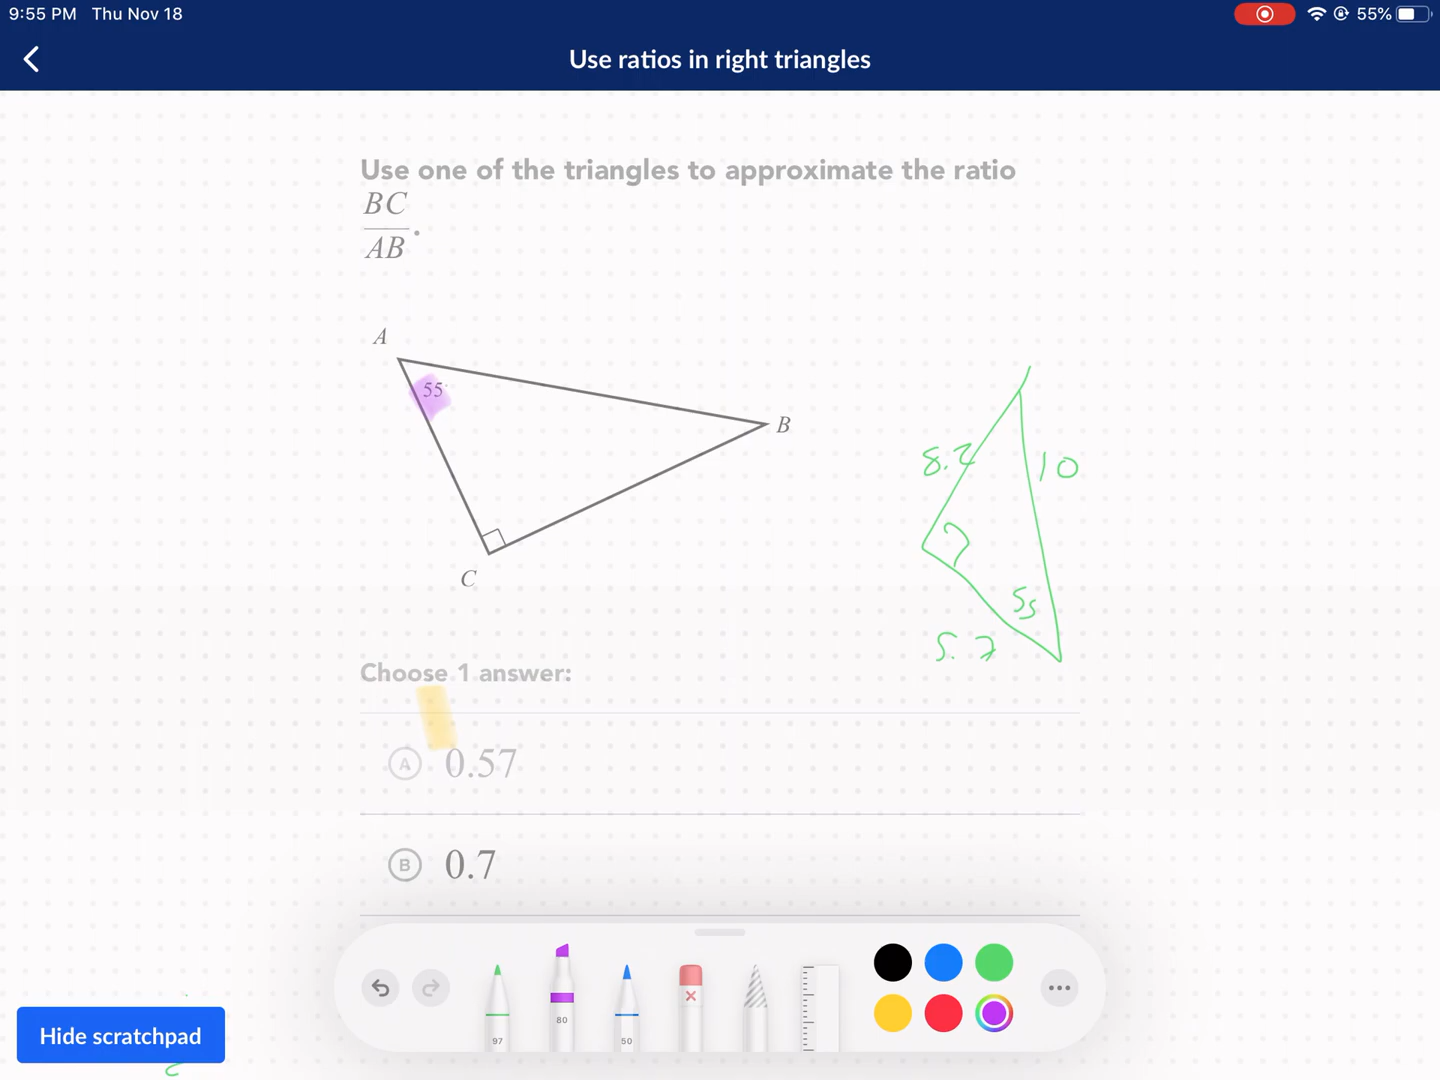 9:55 PM Thu Nov 18
55%
Use ratios in right triangles
Use one of the triangles to approximate the ratio
BC
AB .
A
55
B
C
8.2
10
55
5.7
Choose 1 answer:
A 0.57
B 0.7
97
80
50
Hide scratchpad